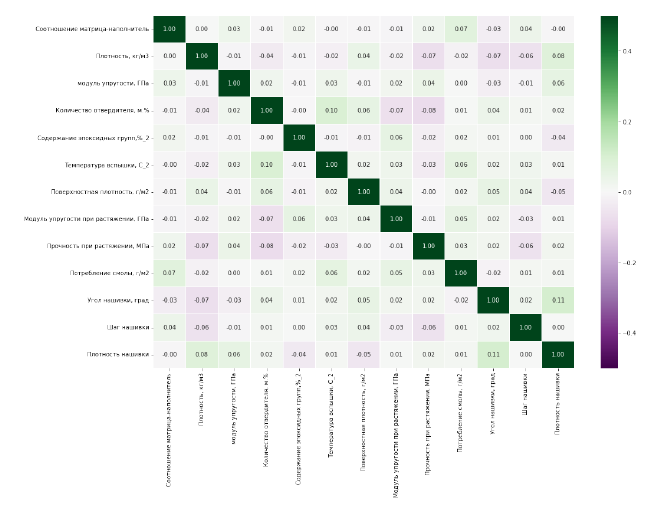 Соотношение матрица-наполнитель 1.00 0.00 0.03 -0.01 0.02 -0.00 -0.01 -0.01 0.02 0.07 -0.03 0.04 -0.00
Плотность, кг/м3 0.00 1.00 -0.01 -0.04 -0.01 -0.02 0.04 -0.02 -0.07 -0.02 -0.07 -0.06 0.08
модуль упругости, ГПа 0.03 -0.01 1.00 0.02 -0.01 0.03 -0.01 0.02 0.04 0.00 -0.03 -0.01 0.06
Количество отвердителя, м.% -0.01 -0.04 0.02 1.00 -0.00 0.10 0.06 -0.07 -0.08 0.01 0.04 0.01 0.02
Содержание эпоксидных групп,%_2 0.02 -0.01 -0.01 -0.00 1.00 -0.01 -0.01 0.06 -0.02 0.02 0.01 0.00 -0.04
Температура вспышки, С_2 -0.00 -0.02 0.03 0.10 -0.01 1.00 0.02 0.03 -0.03 0.06 0.02 0.03 0.01
Поверхностная плотность, г/м2 -0.01 0.04 -0.01 0.06 -0.01 0.02 1.00 0.04 -0.00 0.02 0.05 0.04 -0.05
Модуль упругости при растяжении, ГПа -0.01 -0.02 0.02 -0.07 0.06 0.03 0.04 1.00 -0.01 0.05 0.02 -0.03 0.01
Прочность при растяжении, МПа 0.02 -0.07 0.04 -0.08 -0.02 -0.03 -0.00 -0.01 1.00 0.03 0.02 -0.06 0.02
Потребление смолы, г/м2 0.07 -0.02 0.00 0.01 0.02 0.06 0.02 0.05 0.03 1.00 -0.02 0.01 0.01
Угол нашивки, град -0.03 -0.07 -0.03 0.04 0.01 0.02 0.05 0.02 0.02 -0.02 1.00 0.02 0.11
Шаг нашивки 0.04 -0.06 -0.01 0.01 0.00 0.03 0.04 -0.03 -0.06 0.01 0.02 1.00 0.00
Плотность нашивки -0.00 0.08 0.06 0.02 -0.04 0.01 -0.05 0.01 0.02 0.01 0.11 0.00 1.00
Соотношение матрица-наполнитель
Плотность, кг/м3
модуль упругости, ГПа
Количество отвердителя, м.%
Содержание эпоксидных групп,%_2
Температура вспышки, С_2
Поверхностная плотность, г/м2
Модуль упругости при растяжении, ГПа
Прочность при растяжении, МПа
Потребление смолы, г/м2
Угол нашивки, град
Шаг нашивки
Плотность нашивки
0.4
0.2
0.0
-0.2
-0.4